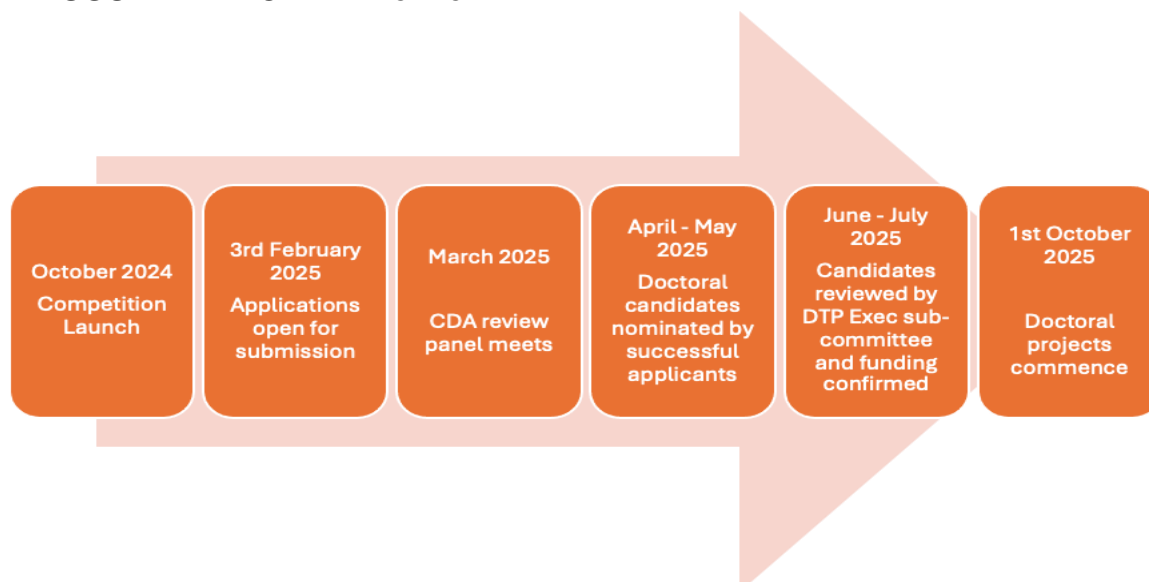 October 2024
Competition
Launch
3rd February
2025
Applications
open for
submission
March 2025
CDA review
panel meets
April - May
2025
Doctoral
candidates
nominated by
successful
applicants
June - July
2025
Candidates
reviewed by
DTP Exec sub-
committee
and funding
confirmed
1st October
2025
Doctoral
projects
commence